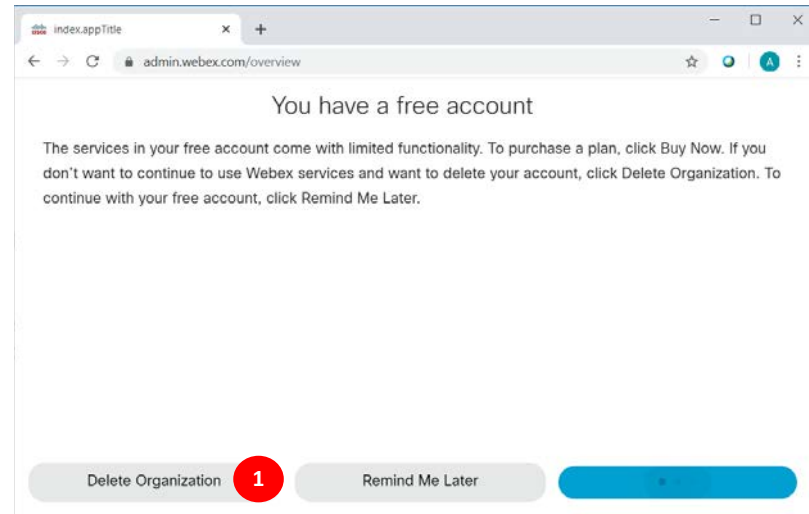 index.appTitle
admin.webex.com/overview
A
You have a free account
The services in your free account come with limited functionality. To purchase a plan, click Buy Now. If you
don't want to continue to use Webex services and want to delete your account, click Delete Organization. To
continue with your free account, click Remind Me Later.
Delete Organization
1
Remind Me Later